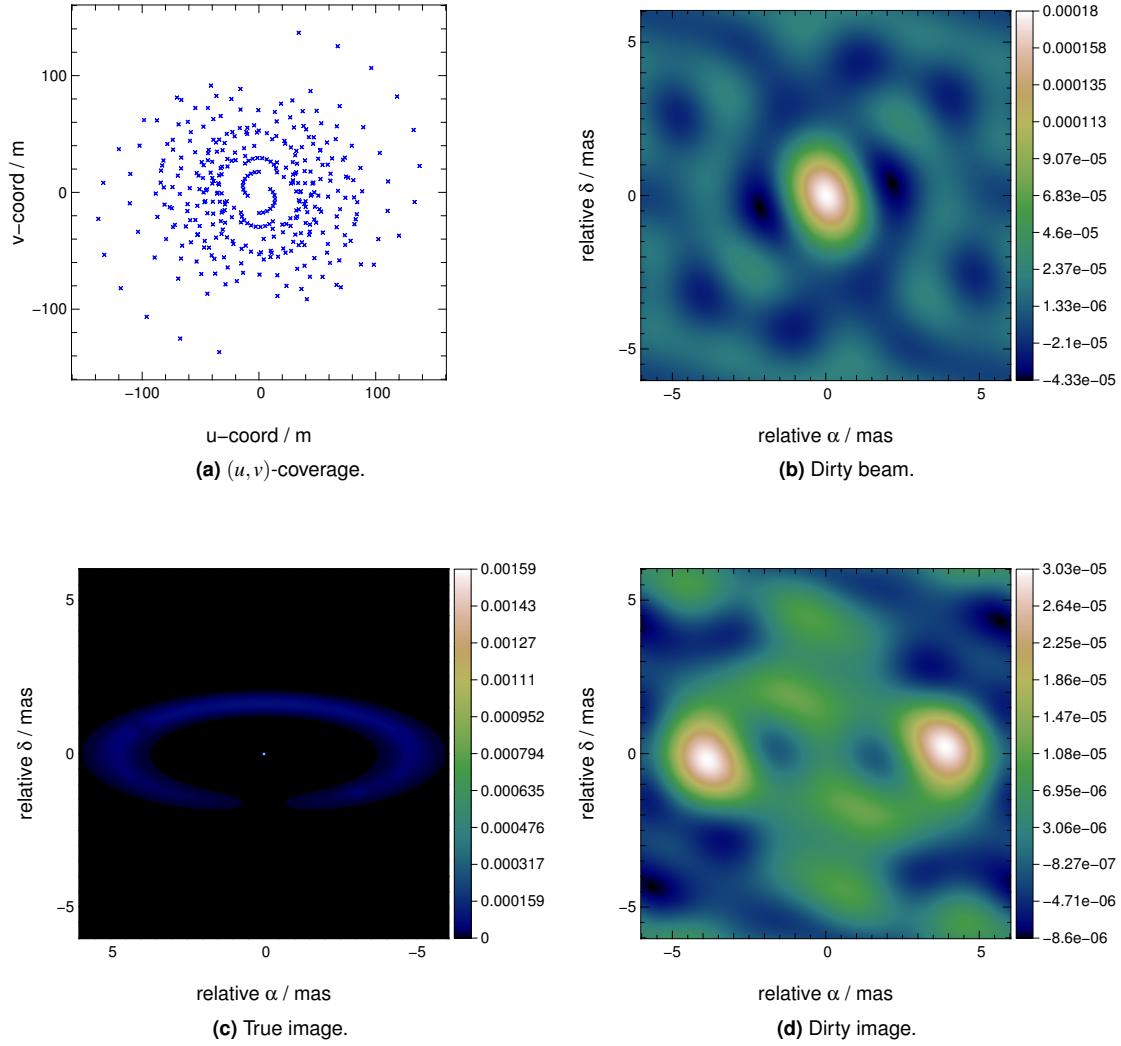 100
0
−100
−100
0
100
v−coord / m
u−coord / m
(a) (u, v)-coverage.
5
0
−5
−5
0
5
relative δ / mas
relative α / mas
0.00018
0.000158
0.000135
0.000113
9.07e−05
6.83e−05
4.6e−05
2.37e−05
1.33e−06
−2.1e−05
−4.33e−05
(b) Dirty beam.
5
0
−5
5
0
−5
relative δ / mas
relative α / mas
0.00159
0.00143
0.00127
0.00111
0.000952
0.000794
0.000635
0.000476
0.000317
0.000159
0
(c) True image.
5
0
−5
−5
0
5
relative δ / mas
relative α / mas
3.03e−05
2.64e−05
2.25e−05
1.86e−05
1.47e−05
1.08e−05
6.95e−06
3.06e−06
−8.27e−07
−4.71e−06
−8.6e−06
(d) Dirty image.